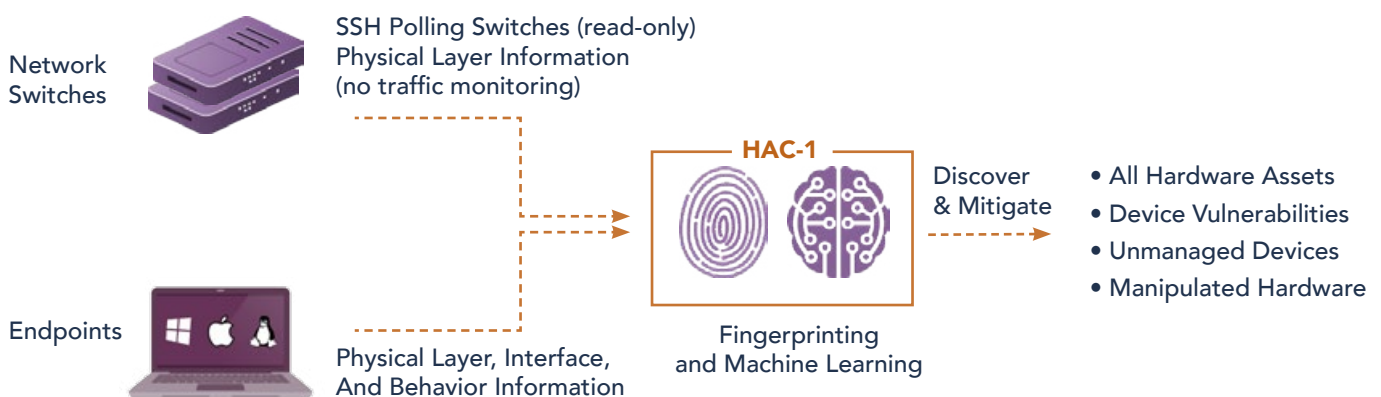 Network
Switches
SSH Polling Switches (read-only)
Physical Layer Information
(no traffic monitoring)
Endpoints
Physical Layer, Interface,
And Behavior Information
HAC-1
Fingerprinting
and Machine Learning
Discover
& Mitigate
• All Hardware Assets
• Device Vulnerabilities
• Unmanaged Devices
• Manipulated Hardware